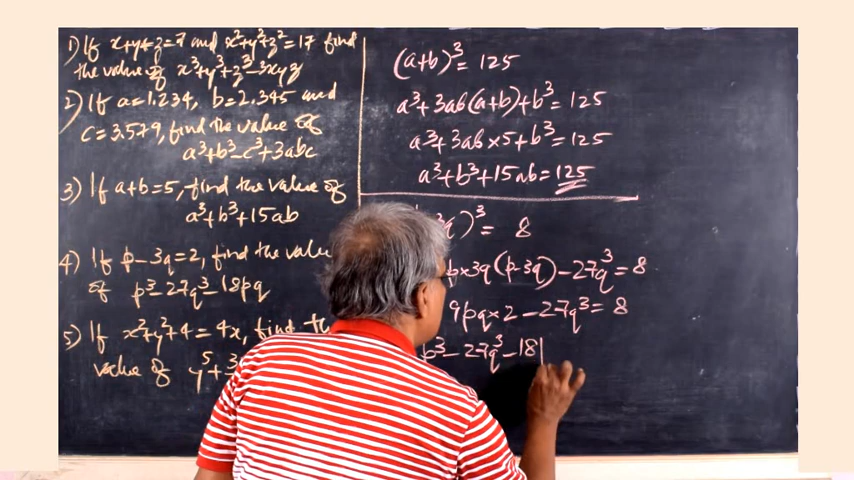 1) If x+y+z=7 and x²+y²+z²=17 find
the value of x³+y³+z³-3xyz
2) If a=1.234, b=2.345 and
c=3.579, find the value of
a³+b³-c³+3abc
3) If a+b=5, find the value of
a³+b³+15ab
4) If p-3q=2, find the value
of p³-27q³-18pq
5) If x²+y²+4=4x, find the
value of y⁵+
(a+b)³=125
a³+3ab(a+b)+b³=125
a³+3ab×5+b³=125
a³+b³+15ab=125
q)³=8
p×3q(p-3q)-27q³=8
9pq×2-27q³=8
p³-27q³-18